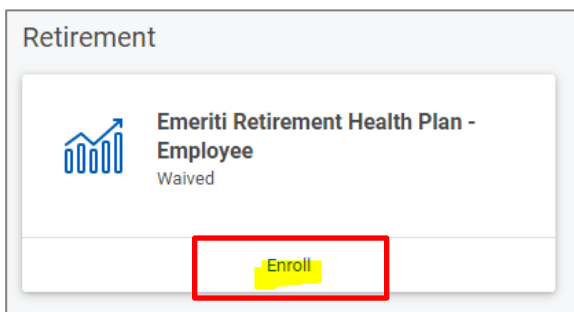 Retirement
Emeriti Retirement Health Plan -
Employee
Waived
Enroll